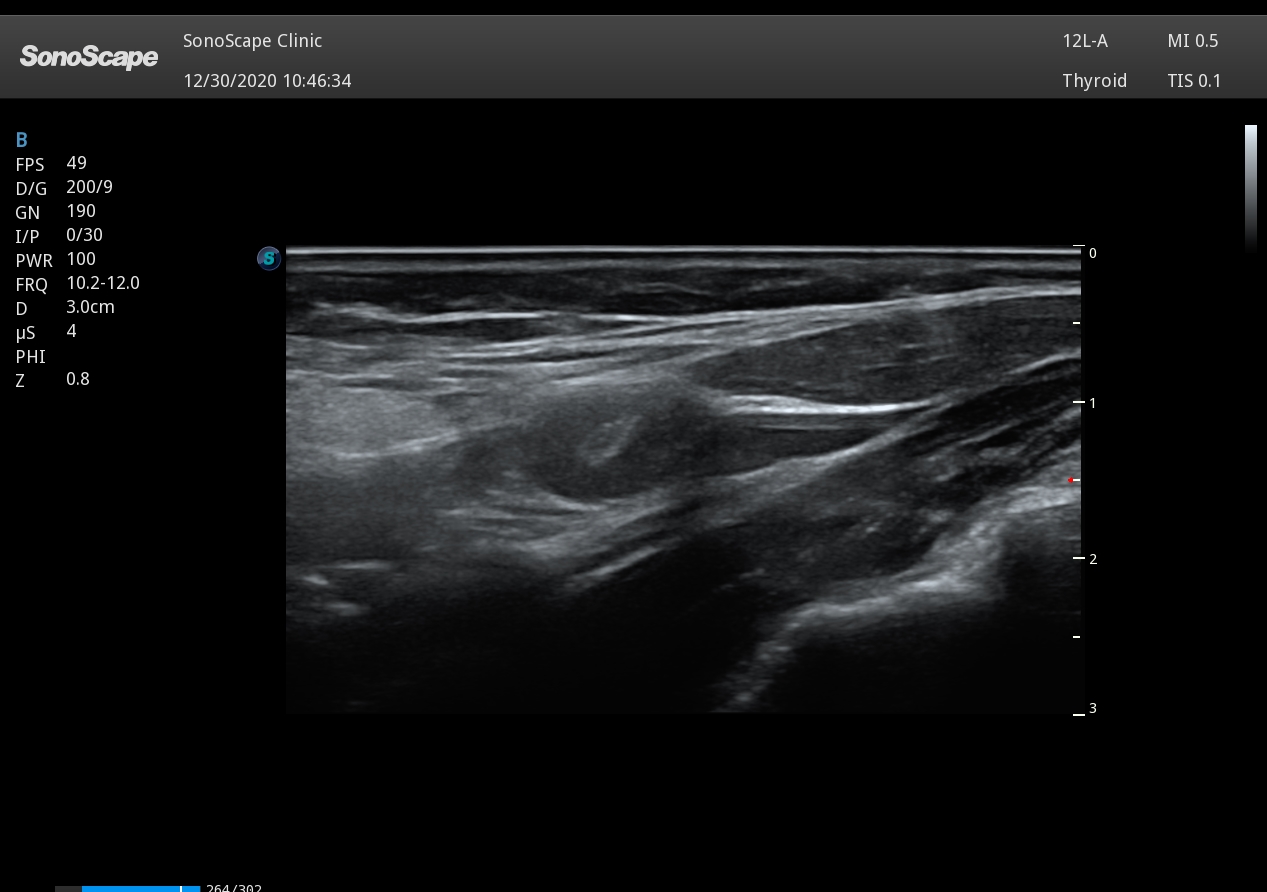 SonoScape
SonoScape Clinic
12/30/2020 10:46:34
12L-A MI 0.5
Thyroid TIS 0.1
B
FPS 49
D/G 200/9
GN 190
I/P 0/30
PWR 100
FRQ 10.2-12.0
D 3.0cm
µS 4
PHI
Z 0.8
S
0
1
2
3
264/302